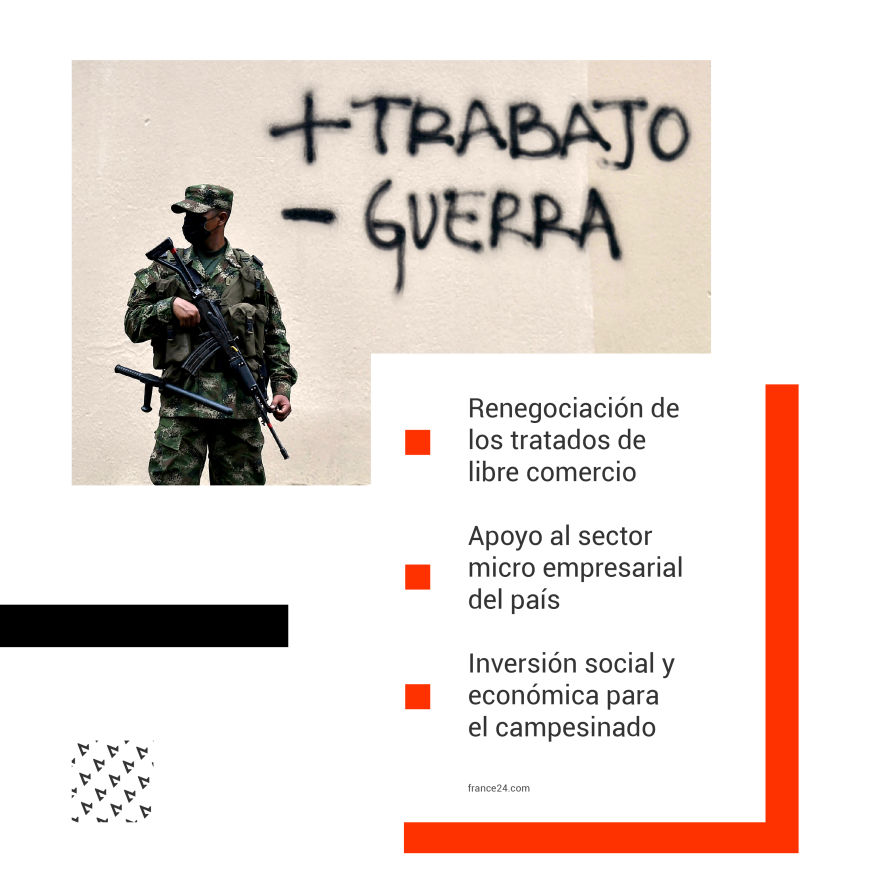 + TRABAJO
- GUERRA
Renegociación de
los tratados de
libre comercio
Apoyo al sector
micro empresarial
del país
Inversión social y
económica para
el campesinado
france24.com